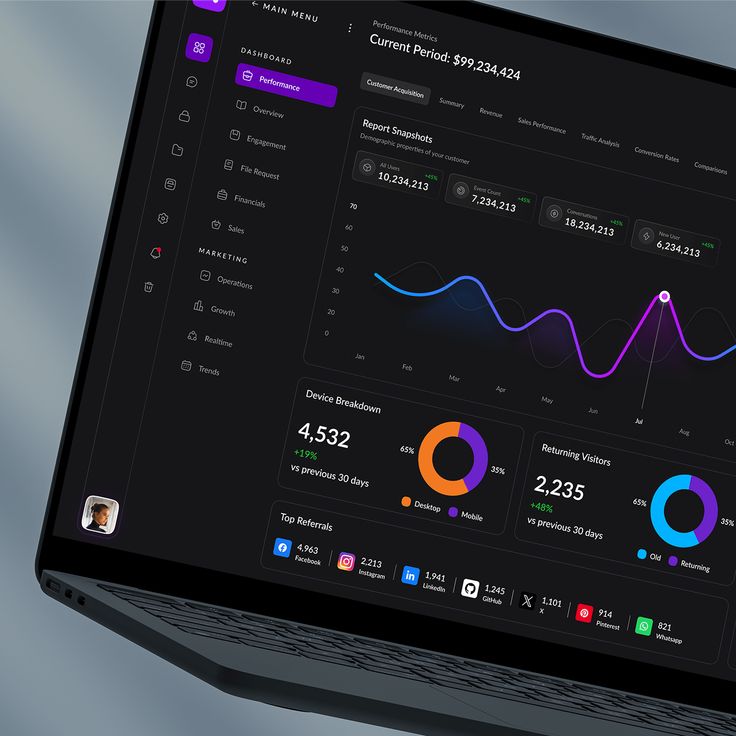 ← MAIN MENU
DASHBOARD
Performance
Overview
Engagement
File Request
Financials
Sales
MARKETING
Operations
Growth
Realtime
Trends
Performance Metrics
Current Period: $99,234,424
Customer Acquisition
Summary
Revenue
Sales Performance
Traffic Analysis
Conversion Rates
Comparisons
Report Snapshots
Demographic properties of your customer
All Users
10,234,213
+45%
Event Count
7,234,213
+45%
Conversations
18,234,213
+45%
New User
6,234,213
+45%
70
60
50
40
30
20
0
Jan
Feb
Mar
Apr
May
Jun
Jul
Aug
Oct
Device Breakdown
4,532
+19%
vs previous 30 days
65%
35%
Desktop
Mobile
Returning Visitors
2,235
+48%
vs previous 30 days
65%
35%
Old
Returning
Top Referrals
4,963
Facebook
2,213
Instagram
1,941
LinkedIn
1,245
GitHub
1,101
X
914
Pinterest
821
Whatsapp